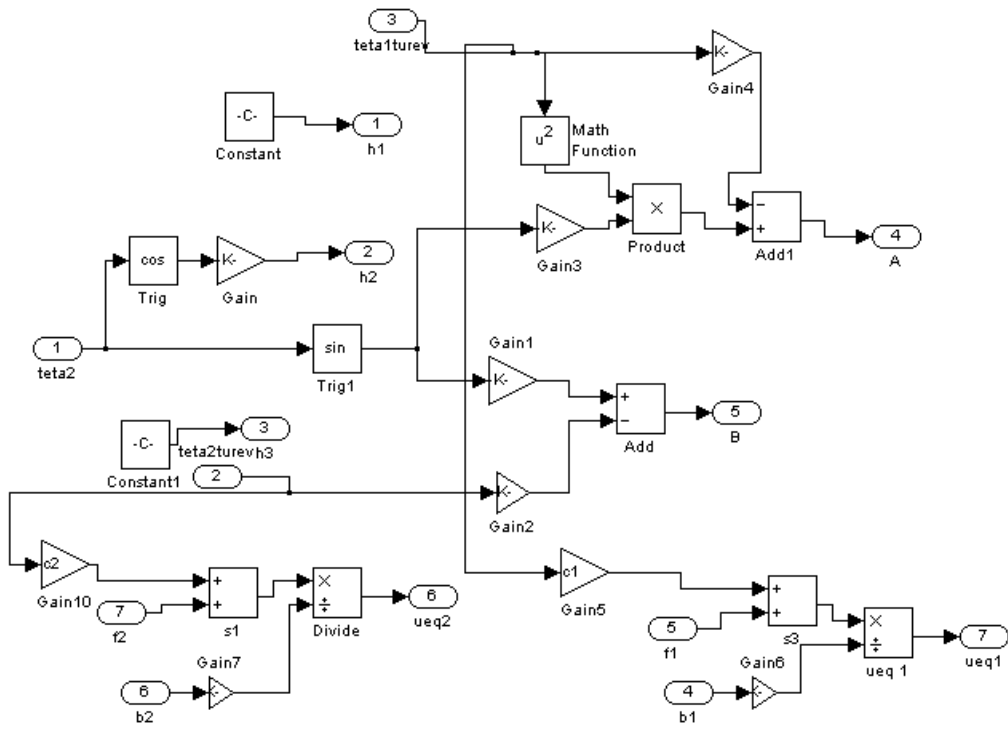 3
teta1turev
K-
Gain4
-C-
Constant
1
h1
u2
Math
Function
×
Product
K-
Gain3
−
+
Add1
4
A
cos
Trig
K-
Gain
2
h2
1
teta2
sin
Trig1
Gain1
K-
+
−
Add
5
B
-C-
Constant1
3
teta2turev
h3
2
K-
Gain2
c2
Gain10
7
f2
+
+
s1
×
÷
Divide
6
ueq2
Gain7
6
b2
K-
c1
Gain5
5
f1
+
+
s3
×
÷
ueq 1
7
ueq1
Gain6
4
b1
K-